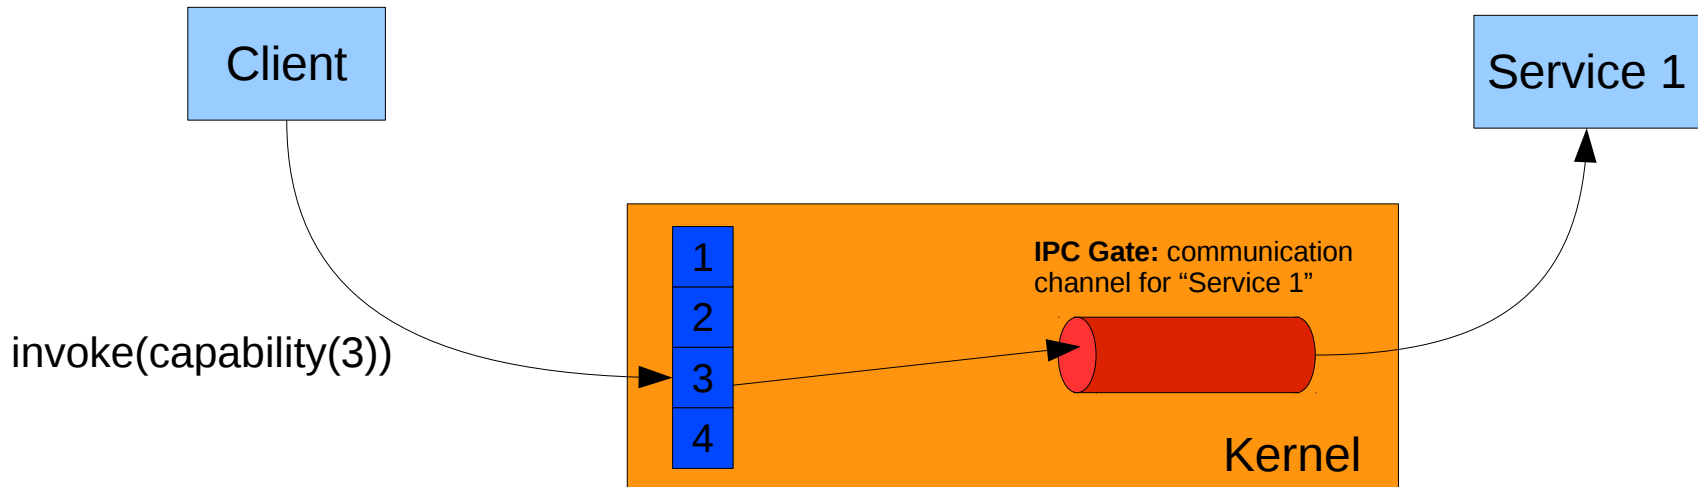 Client
Service 1
invoke(capability(3))
1
2
3
4
IPC Gate: communication
channel for “Service 1”
Kernel